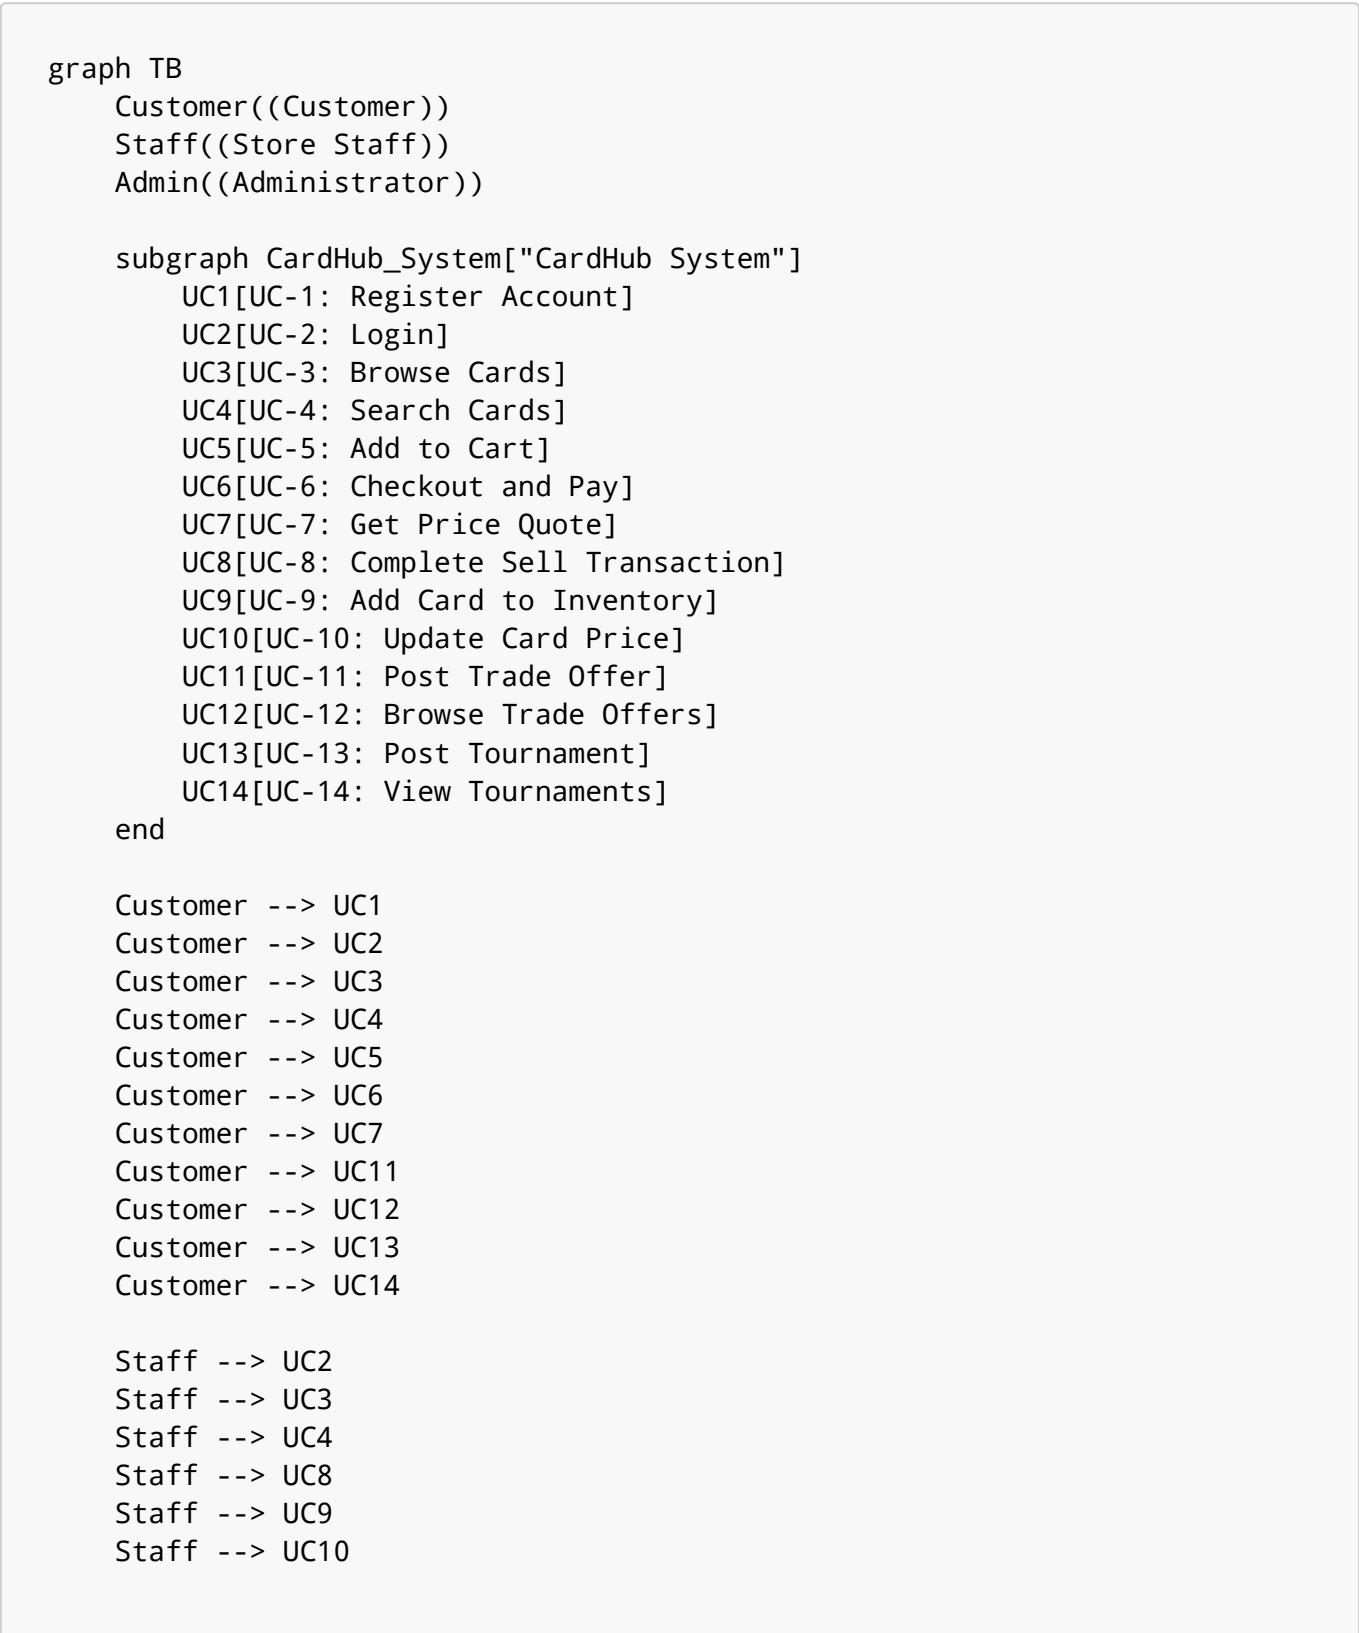 graph TB
Customer((Customer))
Staff((Store Staff))
Admin((Administrator))
subgraph CardHub_System["CardHub System"]
UC1[UC-1: Register Account]
UC2[UC-2: Login]
UC3[UC-3: Browse Cards]
UC4[UC-4: Search Cards]
UC5[UC-5: Add to Cart]
UC6[UC-6: Checkout and Pay]
UC7[UC-7: Get Price Quote]
UC8[UC-8: Complete Sell Transaction]
UC9[UC-9: Add Card to Inventory]
UC10[UC-10: Update Card Price]
UC11[UC-11: Post Trade Offer]
UC12[UC-12: Browse Trade Offers]
UC13[UC-13: Post Tournament]
UC14[UC-14: View Tournaments]
end
Customer --> UC1
Customer --> UC2
Customer --> UC3
Customer --> UC4
Customer --> UC5
Customer --> UC6
Customer --> UC7
Customer --> UC11
Customer --> UC12
Customer --> UC13
Customer --> UC14
Staff --> UC2
Staff --> UC3
Staff --> UC4
Staff --> UC8
Staff --> UC9
Staff --> UC10